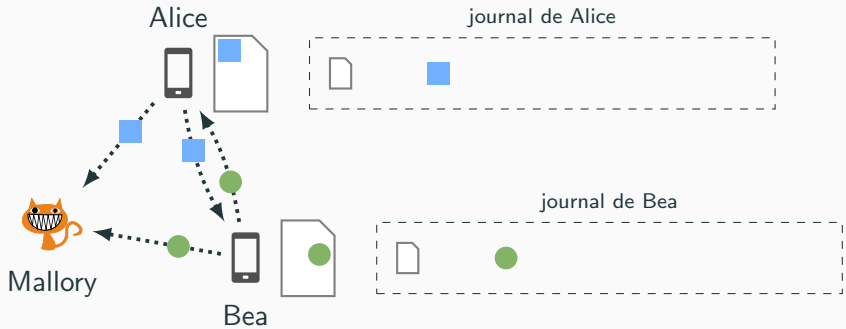 Alice
journal de Alice
journal de Bea
Mallory
Bea